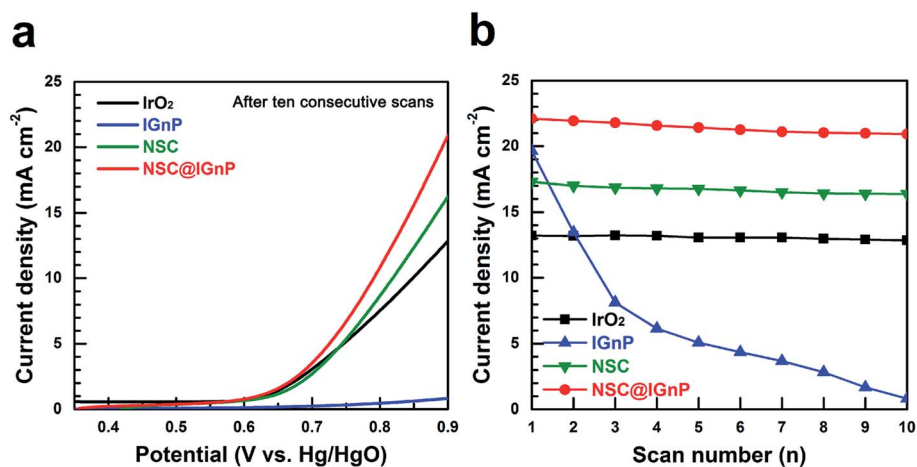 a
Current density (mA cm⁻²)
25
20
15
10
5
0
IrO₂
IGnP
NSC
NSC@IGnP
After ten consecutive scans
0.4 0.5 0.6 0.7 0.8 0.9
Potential (V vs. Hg/HgO)
b
Current density (mA cm⁻²)
25
20
15
10
5
0
IrO₂
IGnP
NSC
NSC@IGnP
1 2 3 4 5 6 7 8 9 10
Scan number (n)